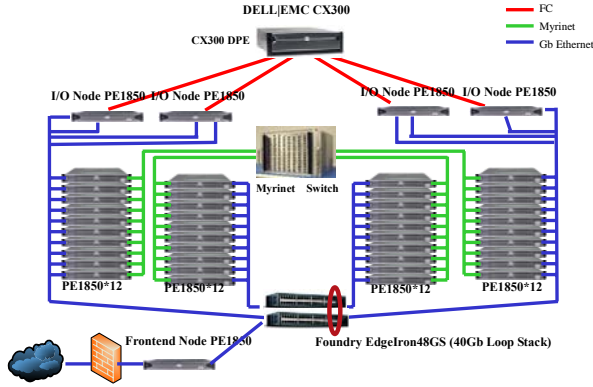 DELL|EMC CX300
FC
Myrinet
Gb Ethernet
CX300 DPE
I/O Node PE1850
I/O Node PE1850
I/O Node PE1850
I/O Node PE1850
Myrinet Switch
PE1850*12
PE1850*12
PE1850*12
PE1850*12
Frontend Node PE1850
Foundry EdgeIron48GS (40Gb Loop Stack)